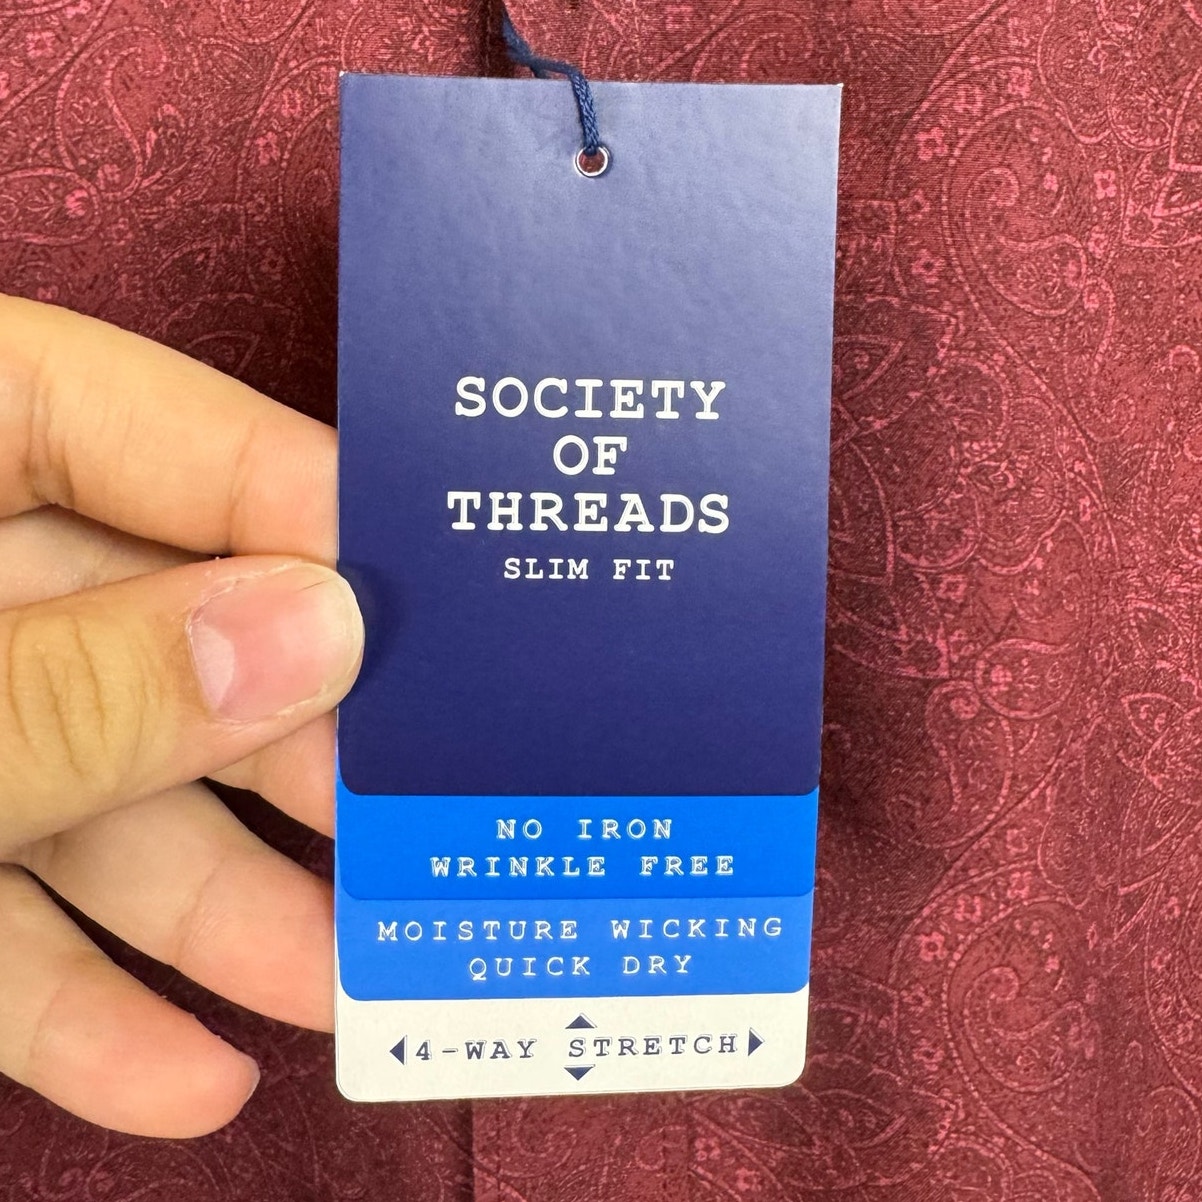 SOCIETY
OF
THREADS
SLIM FIT
NO IRON
WRINKLE FREE
MOISTURE WICKING
QUICK DRY
4-WAY STRETCH